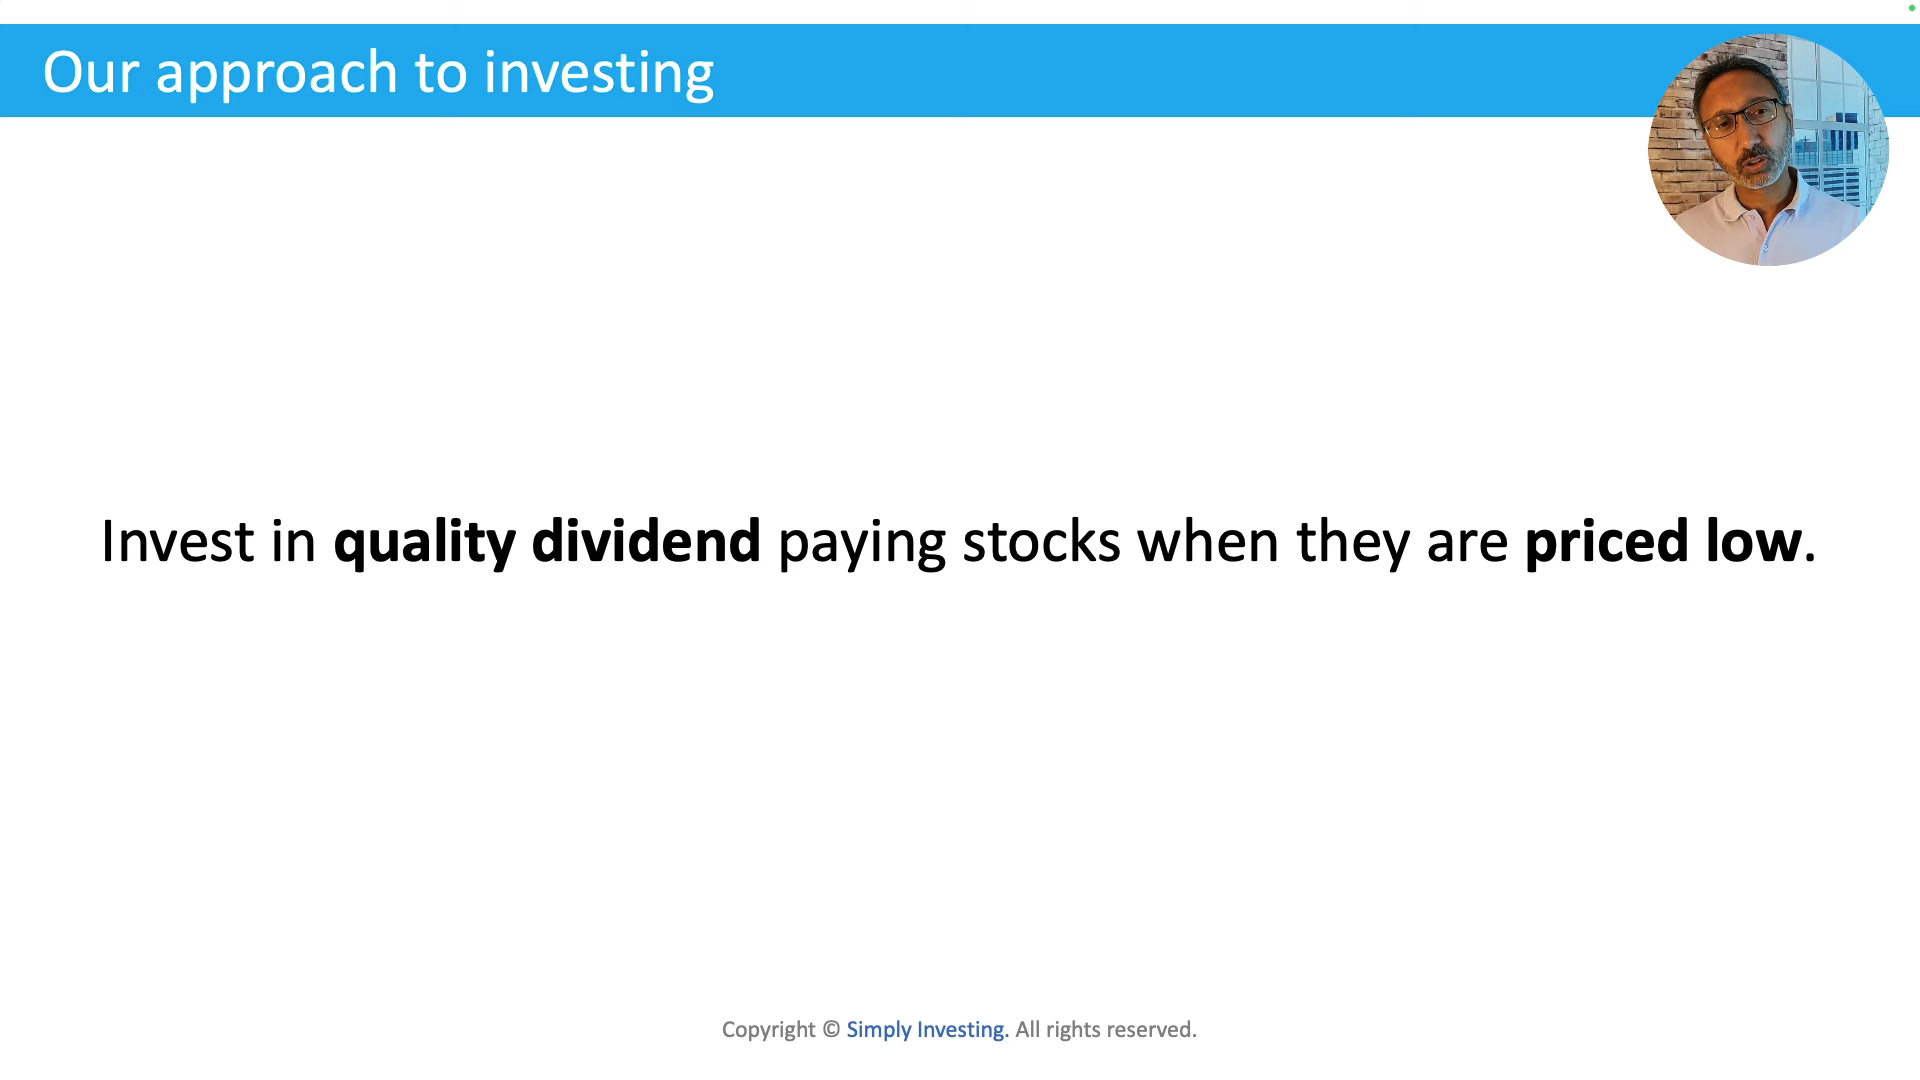 Our approach to investing
Invest in quality dividend paying stocks when they are priced low.
Copyright © Simply Investing. All rights reserved.